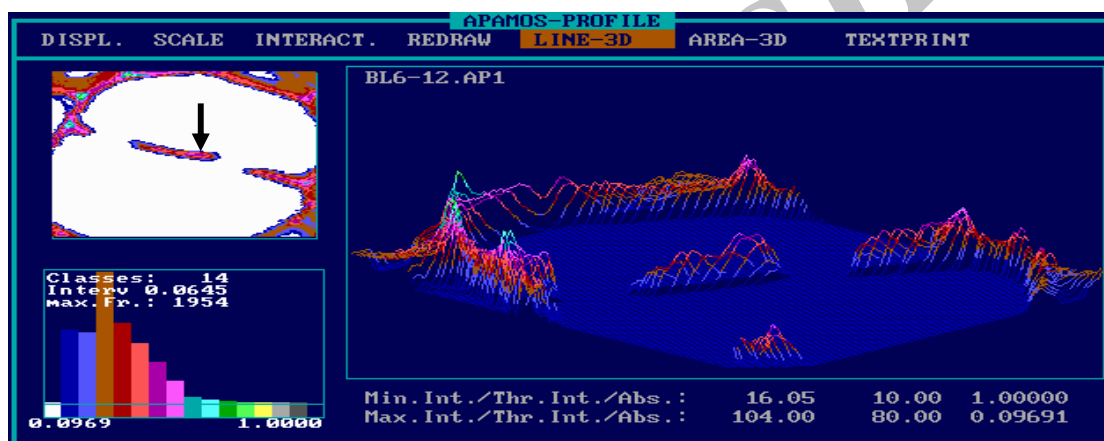 APAMOS-PROFILE
DISPL. SCALE INTERACT. REDRAW LINE-3D AREA-3D TEXTPRINT
BL6-12.AP1
Classes: 14
Interv 0.0645
max.Fr.: 1954
0.0969 1.0000
Min.Int./Thr.Int./Abs.: 16.05 10.00 1.00000
Max.Int./Thr.Int./Abs.: 104.00 80.00 0.09691